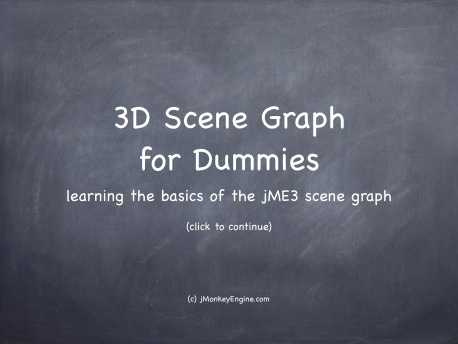 3D Scene Graph
for Dummies
learning the basics of the jME3 scene graph
(click to continue)
(c) jMonkeyEngine.com